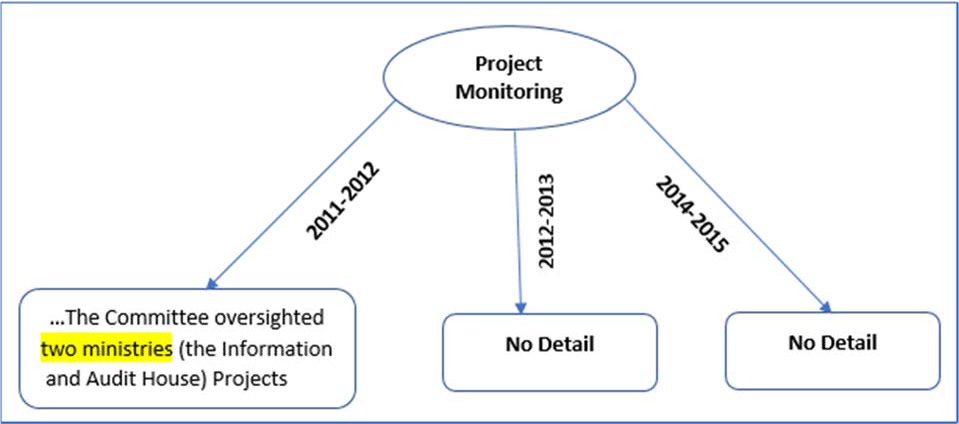 Project
Monitoring
2011-2012
2012-2013
2014-2015
...The Committee oversighted
two ministries (the Information
and Audit House) Projects
No Detail
No Detail